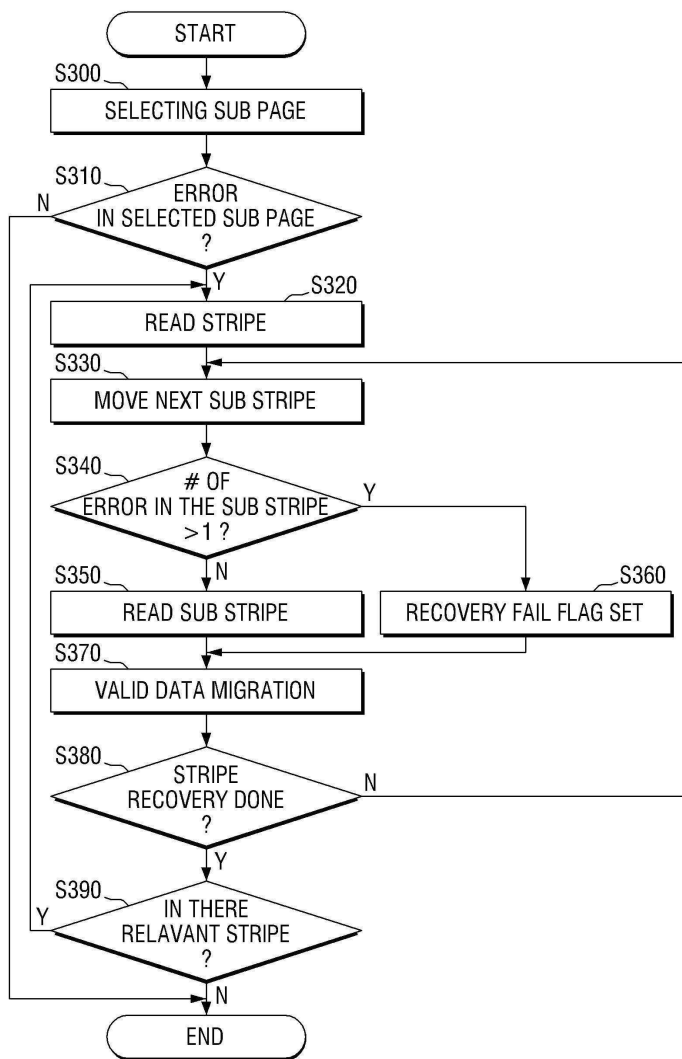 START
S300
SELECTING SUB PAGE
S310
ERROR
IN SELECTED SUB PAGE
?
N
Y
S320
READ STRIPE
S330
MOVE NEXT SUB STRIPE
S340
# OF
ERROR IN THE SUB STRIPE
>1 ?
Y
N
S350
READ SUB STRIPE
S360
RECOVERY FAIL FLAG SET
S370
VALID DATA MIGRATION
S380
STRIPE
RECOVERY DONE
?
N
Y
S390
IN THERE
RELAVANT STRIPE
?
Y
N
END